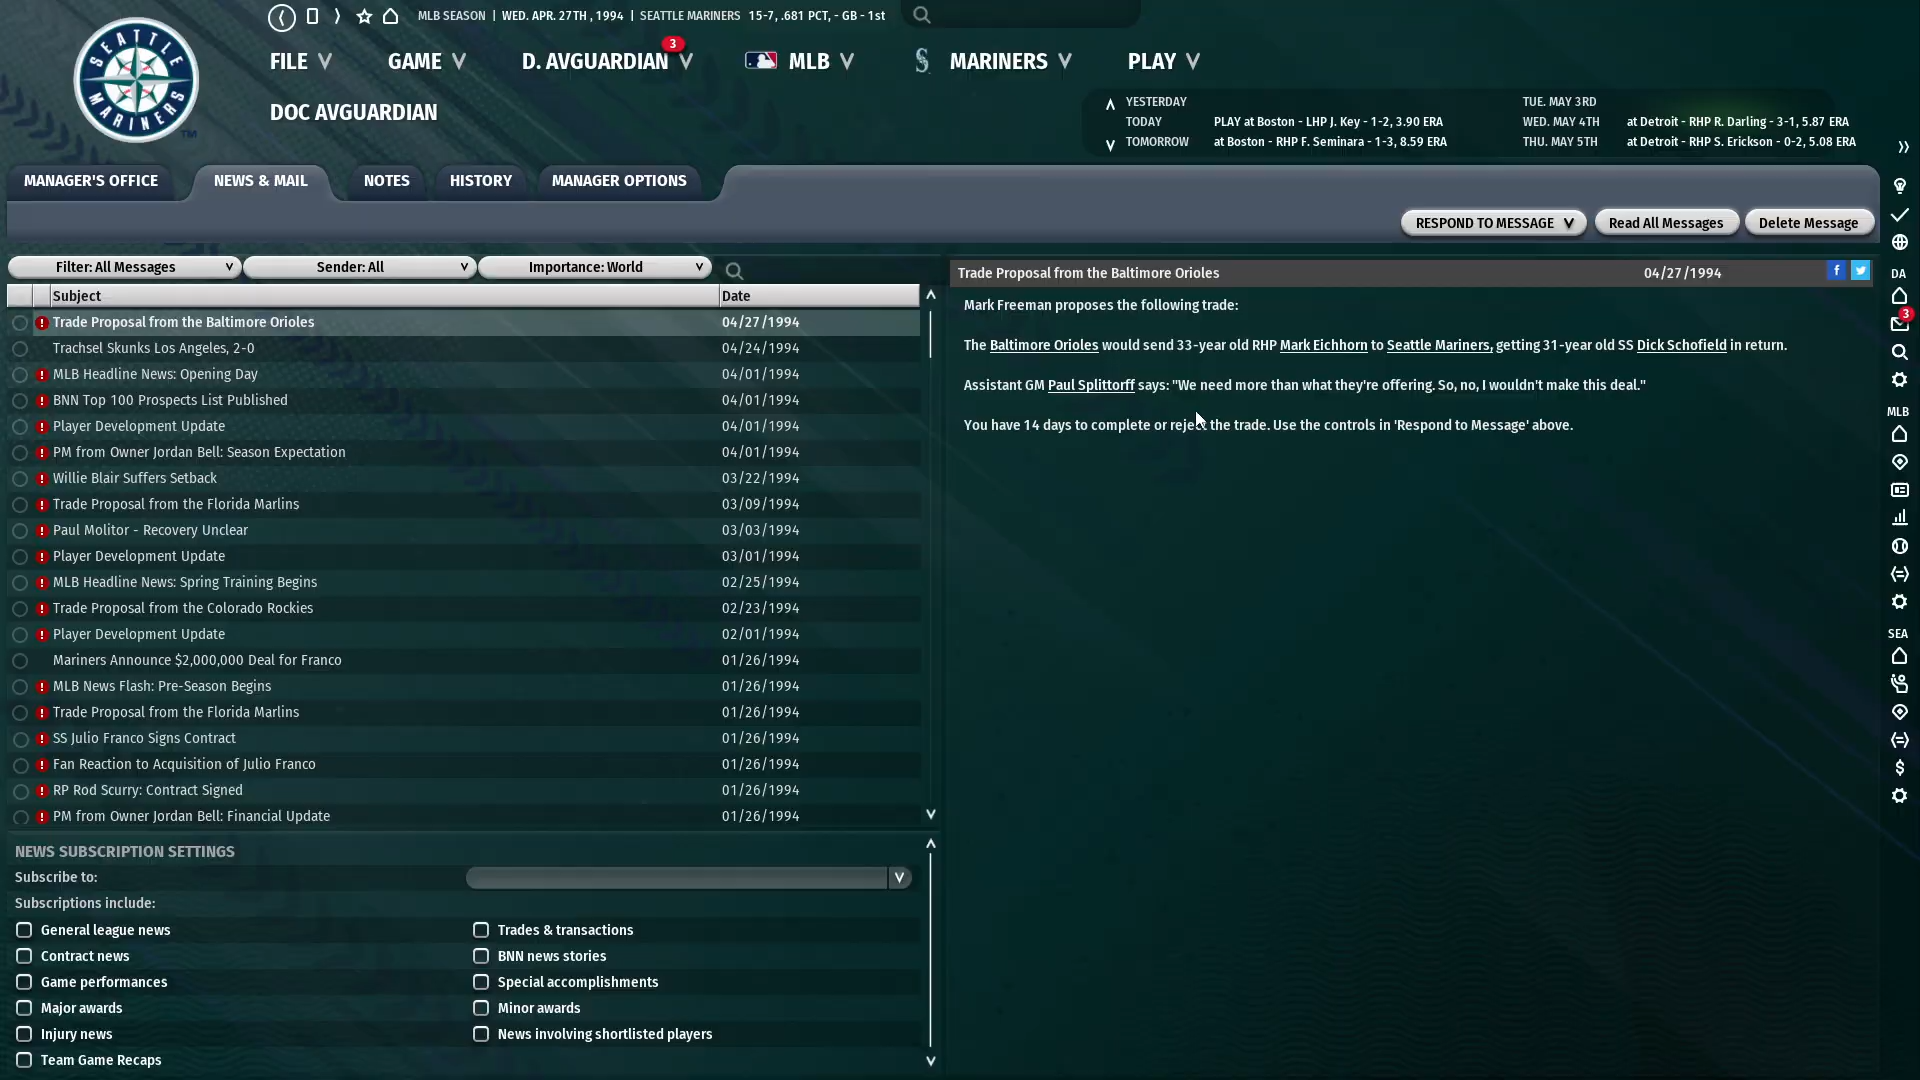 MLB SEASON | WED. APR. 27TH , 1994 | SEATTLE MARINERS 15-7, .681 PCT, - GB - 1st
SEATTLE MARINERS TM
FILE GAME D. AVGUARDIAN 3 MLB MARINERS PLAY
DOC AVGUARDIAN
YESTERDAY
TODAY PLAY at Boston - LHP J. Key - 1-2, 3.90 ERA
TOMORROW at Boston - RHP F. Seminara - 1-3, 8.59 ERA
TUE. MAY 3RD
WED. MAY 4TH at Detroit - RHP R. Darling - 3-1, 5.87 ERA
THU. MAY 5TH at Detroit - RHP S. Erickson - 0-2, 5.08 ERA
MANAGER'S OFFICE NEWS & MAIL NOTES HISTORY MANAGER OPTIONS
RESPOND TO MESSAGE Read All Messages Delete Message
Filter: All Messages Sender: All Importance: World
Subject Date
Trade Proposal from the Baltimore Orioles 04/27/1994
Trachsel Skunks Los Angeles, 2-0 04/24/1994
MLB Headline News: Opening Day 04/01/1994
BNN Top 100 Prospects List Published 04/01/1994
Player Development Update 04/01/1994
PM from Owner Jordan Bell: Season Expectation 04/01/1994
Willie Blair Suffers Setback 03/22/1994
Trade Proposal from the Florida Marlins 03/09/1994
Paul Molitor - Recovery Unclear 03/03/1994
Player Development Update 03/01/1994
MLB Headline News: Spring Training Begins 02/25/1994
Trade Proposal from the Colorado Rockies 02/23/1994
Player Development Update 02/01/1994
Mariners Announce $2,000,000 Deal for Franco 01/26/1994
MLB News Flash: Pre-Season Begins 01/26/1994
Trade Proposal from the Florida Marlins 01/26/1994
SS Julio Franco Signs Contract 01/26/1994
Fan Reaction to Acquisition of Julio Franco 01/26/1994
RP Rod Scurry: Contract Signed 01/26/1994
PM from Owner Jordan Bell: Financial Update 01/26/1994
NEWS SUBSCRIPTION SETTINGS
Subscribe to:
Subscriptions include:
General league news Trades & transactions
Contract news BNN news stories
Game performances Special accomplishments
Major awards Minor awards
Injury news News involving shortlisted players
Team Game Recaps
Trade Proposal from the Baltimore Orioles 04/27/1994
Mark Freeman proposes the following trade:
The Baltimore Orioles would send 33-year old RHP Mark Eichhorn to Seattle Mariners, getting 31-year old SS Dick Schofield in return.
Assistant GM Paul Splittorff says: "We need more than what they're offering. So, no, I wouldn't make this deal."
You have 14 days to complete or reject the trade. Use the controls in 'Respond to Message' above.
DA
3
MLB
SEA